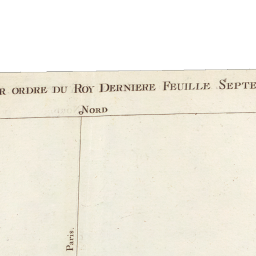 R ORDRE DU ROY DERNIERE FEUILLE SEPTE
NORD
Paris.